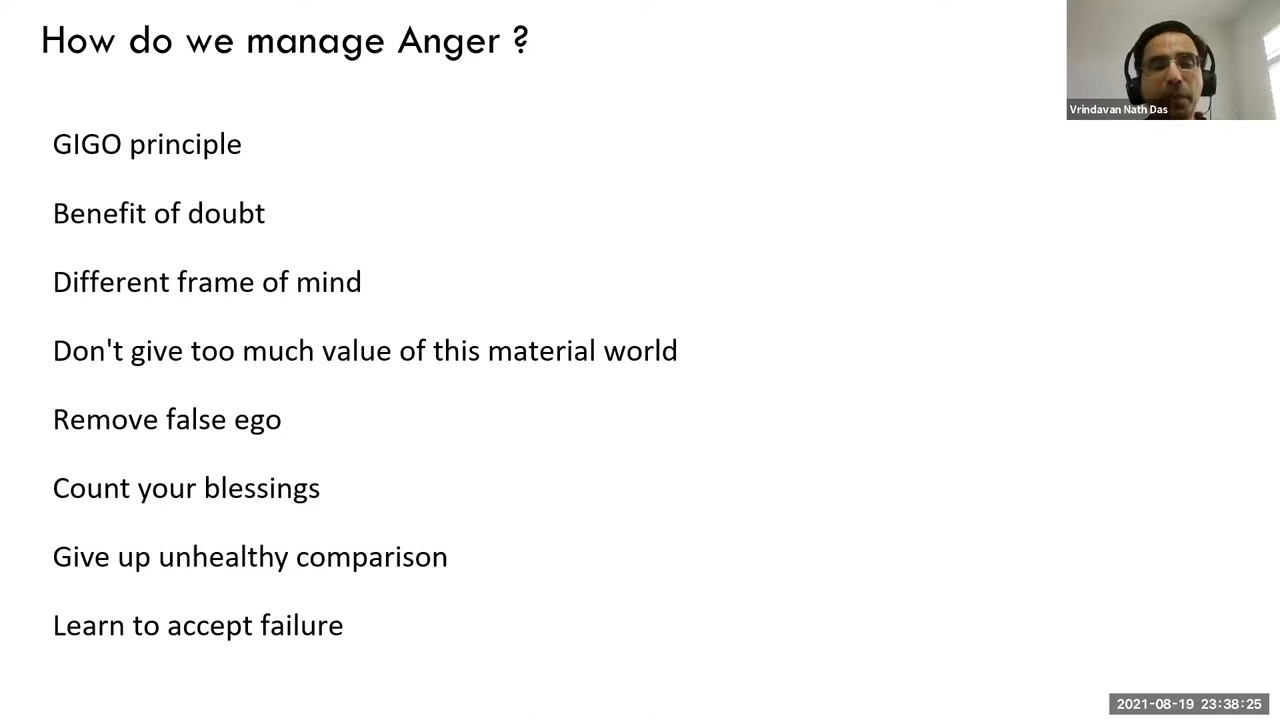 How do we manage Anger ?
Vrindavan Nath Das
GIGO principle
Benefit of doubt
Different frame of mind
Don't give too much value of this material world
Remove false ego
Count your blessings
Give up unhealthy comparison
Learn to accept failure
2021-08-19 23:38:25